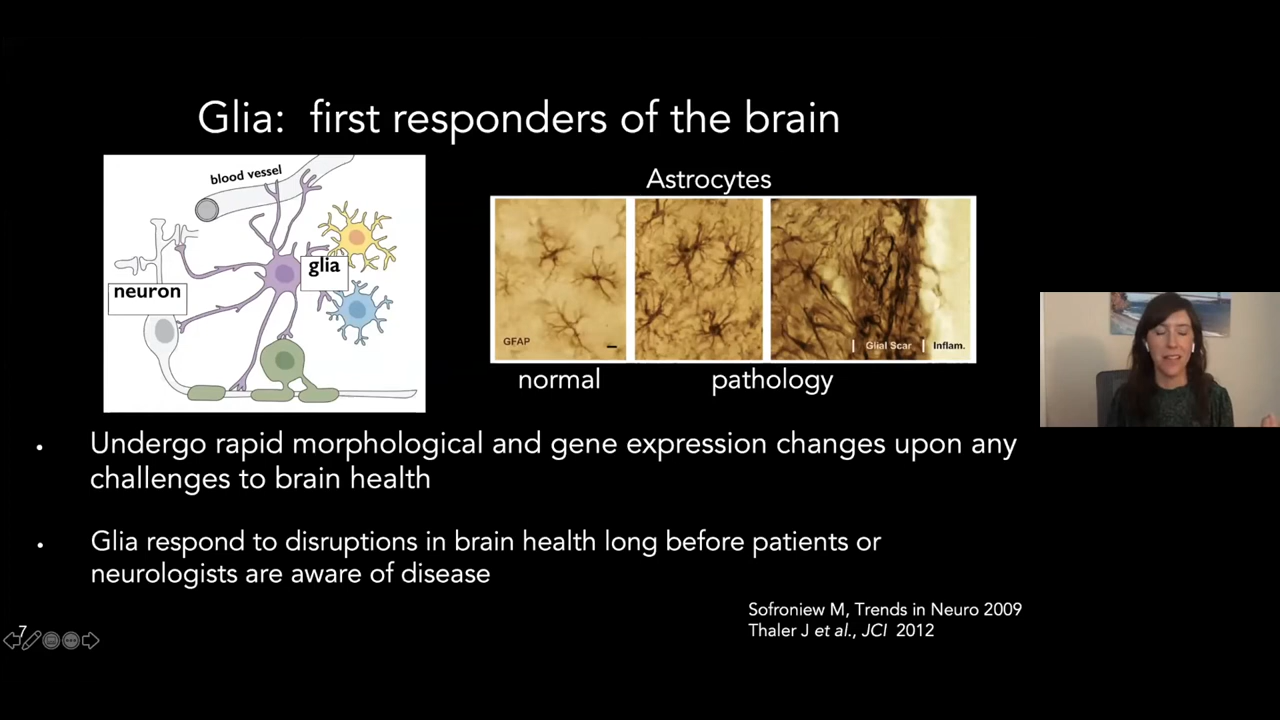 Glia:  first responders of the brain
blood vessel
glia
neuron
Astrocytes
GFAP
Glial Scar
Inflam.
normal
pathology
• Undergo rapid morphological and gene expression changes upon any
challenges to brain health
• Glia respond to disruptions in brain health long before patients or
neurologists are aware of disease
Sofroniew M, Trends in Neuro 2009
Thaler J et al., JCI  2012
7